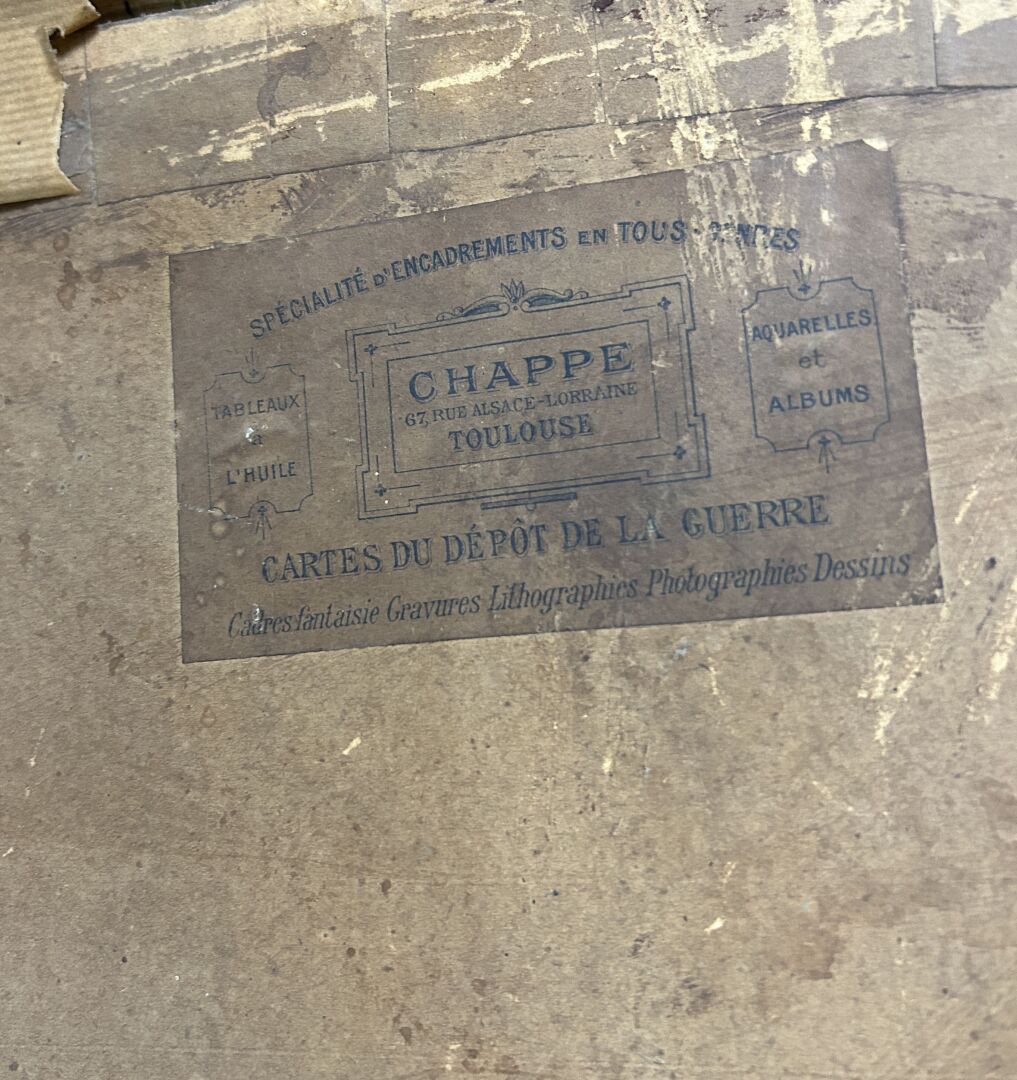 SPÉCIALITÉ D'ENCADREMENTS EN TOUS GENRES
TABLEAUX
à
L'HUILE
CHAPPE
67, RUE ALSACE-LORRAINE
TOULOUSE
AQUARELLES
et
ALBUMS
CARTES DU DÉPÔT DE LA GUERRE
Cadres fantaisie Gravures Lithographies Photographies Dessins